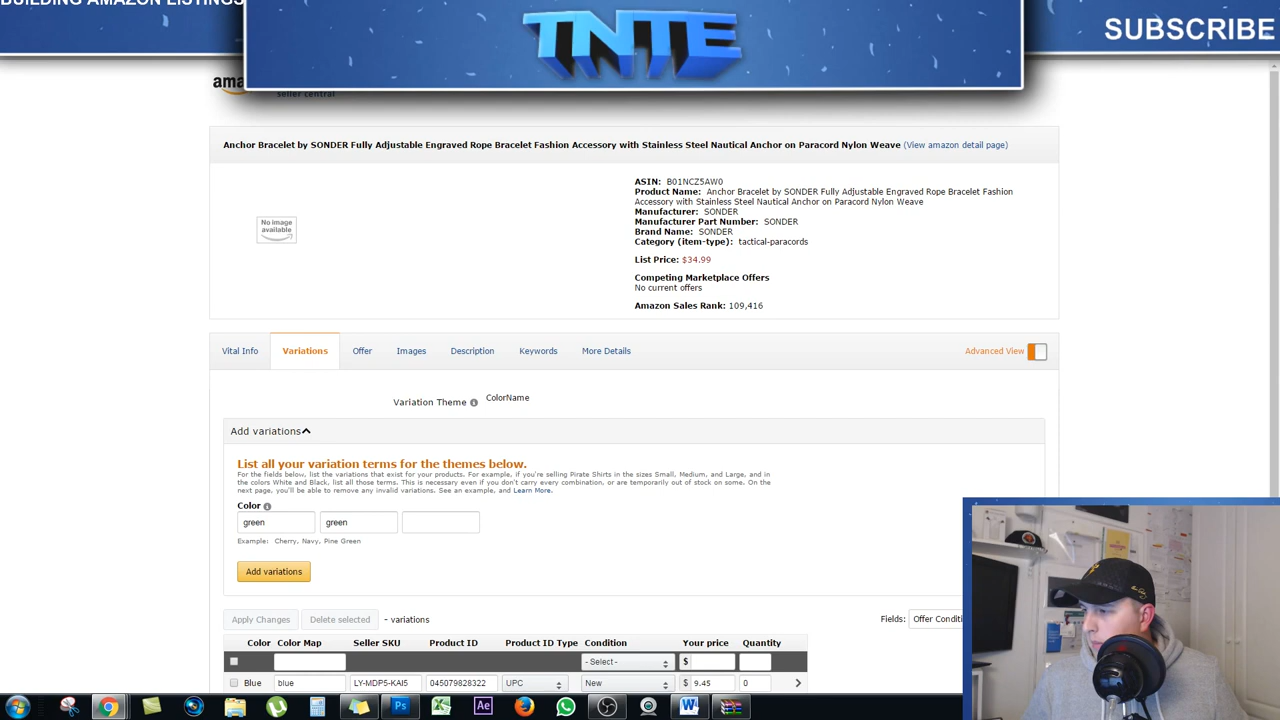 BUILDING AMAZON LISTINGS
TNTE
SUBSCRIBE
seller central
Anchor Bracelet by SONDER Fully Adjustable Engraved Rope Bracelet Fashion Accessory with Stainless Steel Nautical Anchor on Paracord Nylon Weave (View amazon detail page)
No image
available
ASIN: B01NCZ5AW0
Product Name: Anchor Bracelet by SONDER Fully Adjustable Engraved Rope Bracelet Fashion
Accessory with Stainless Steel Nautical Anchor on Paracord Nylon Weave
Manufacturer: SONDER
Manufacturer Part Number: SONDER
Brand Name: SONDER
Category (item-type): tactical-paracords
List Price: $34.99
Competing Marketplace Offers
No current offers
Amazon Sales Rank: 109,416
Vital Info Variations Offer Images Description Keywords More Details Advanced View
Variation Theme ColorName
Add variations
List all your variation terms for the themes below.
For the fields below, list the variations that exist for your products. For example, if you're selling Pirate Shirts in the sizes Small, Medium, and Large, and in
the colors White and Black, list all those terms. This is necessary even if you don't carry every combination, or are temporarily out of stock on some. On the
next page, you'll be able to remove any invalid variations. See an example, and Learn More.
Color
green green
Example: Cherry, Navy, Pine Green
Add variations
Apply Changes Delete selected - variations Fields: Offer Conditi
Color Color Map Seller SKU Product ID Product ID Type Condition Your price Quantity
- Select - $
Blue blue LY-MDP5-KAI5 045079828322 UPC New $ 9.45 0